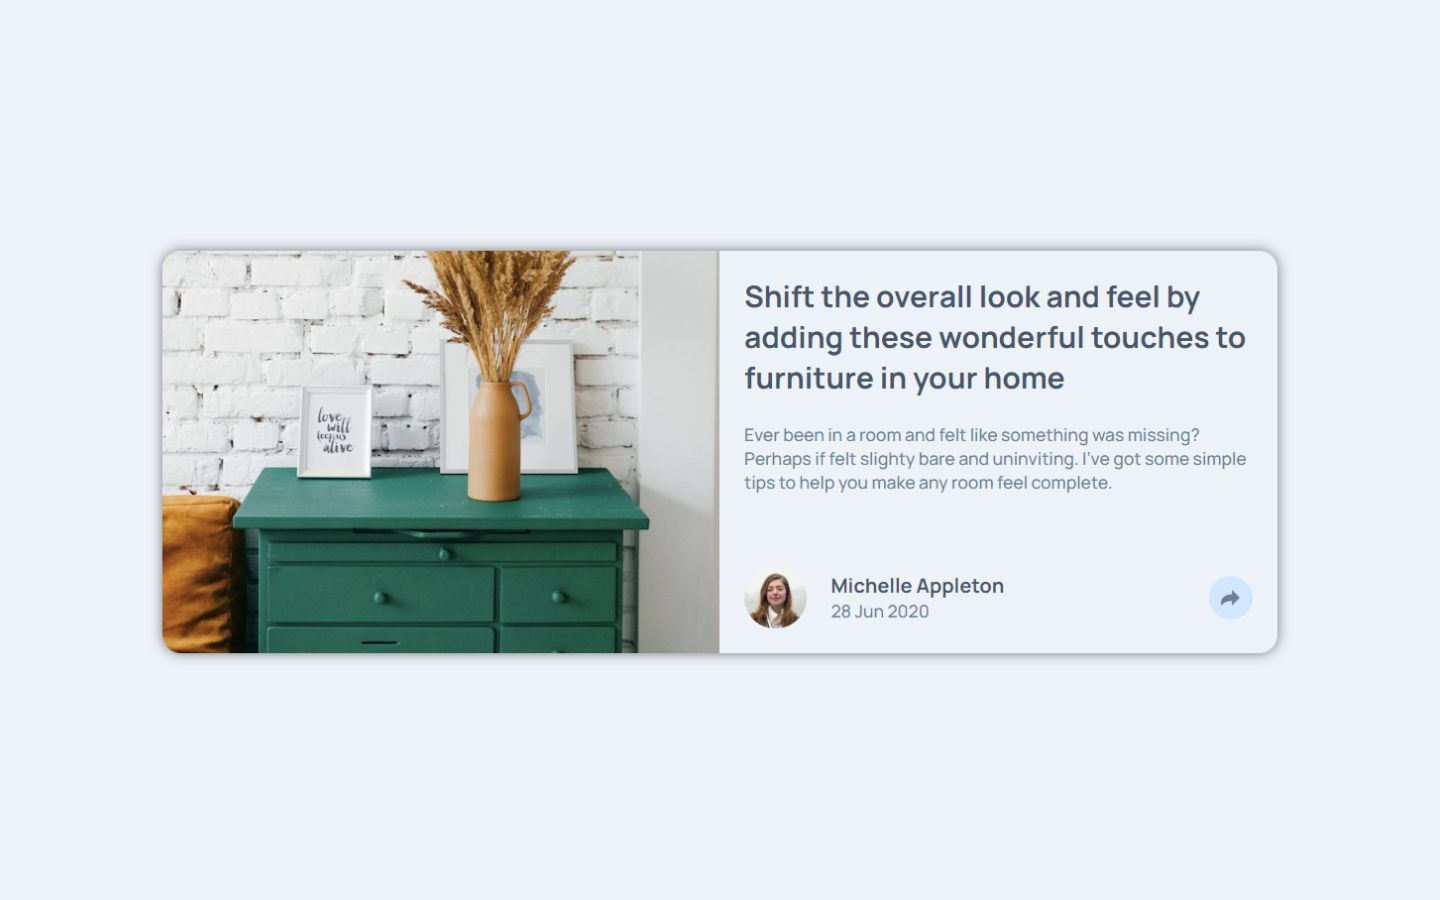 love
will
keep us
alive
Shift the overall look and feel by
adding these wonderful touches to
furniture in your home
Ever been in a room and felt like something was missing?
Perhaps if felt slighty bare and uninviting. I've got some simple
tips to help you make any room feel complete.
Michelle Appleton
28 Jun 2020